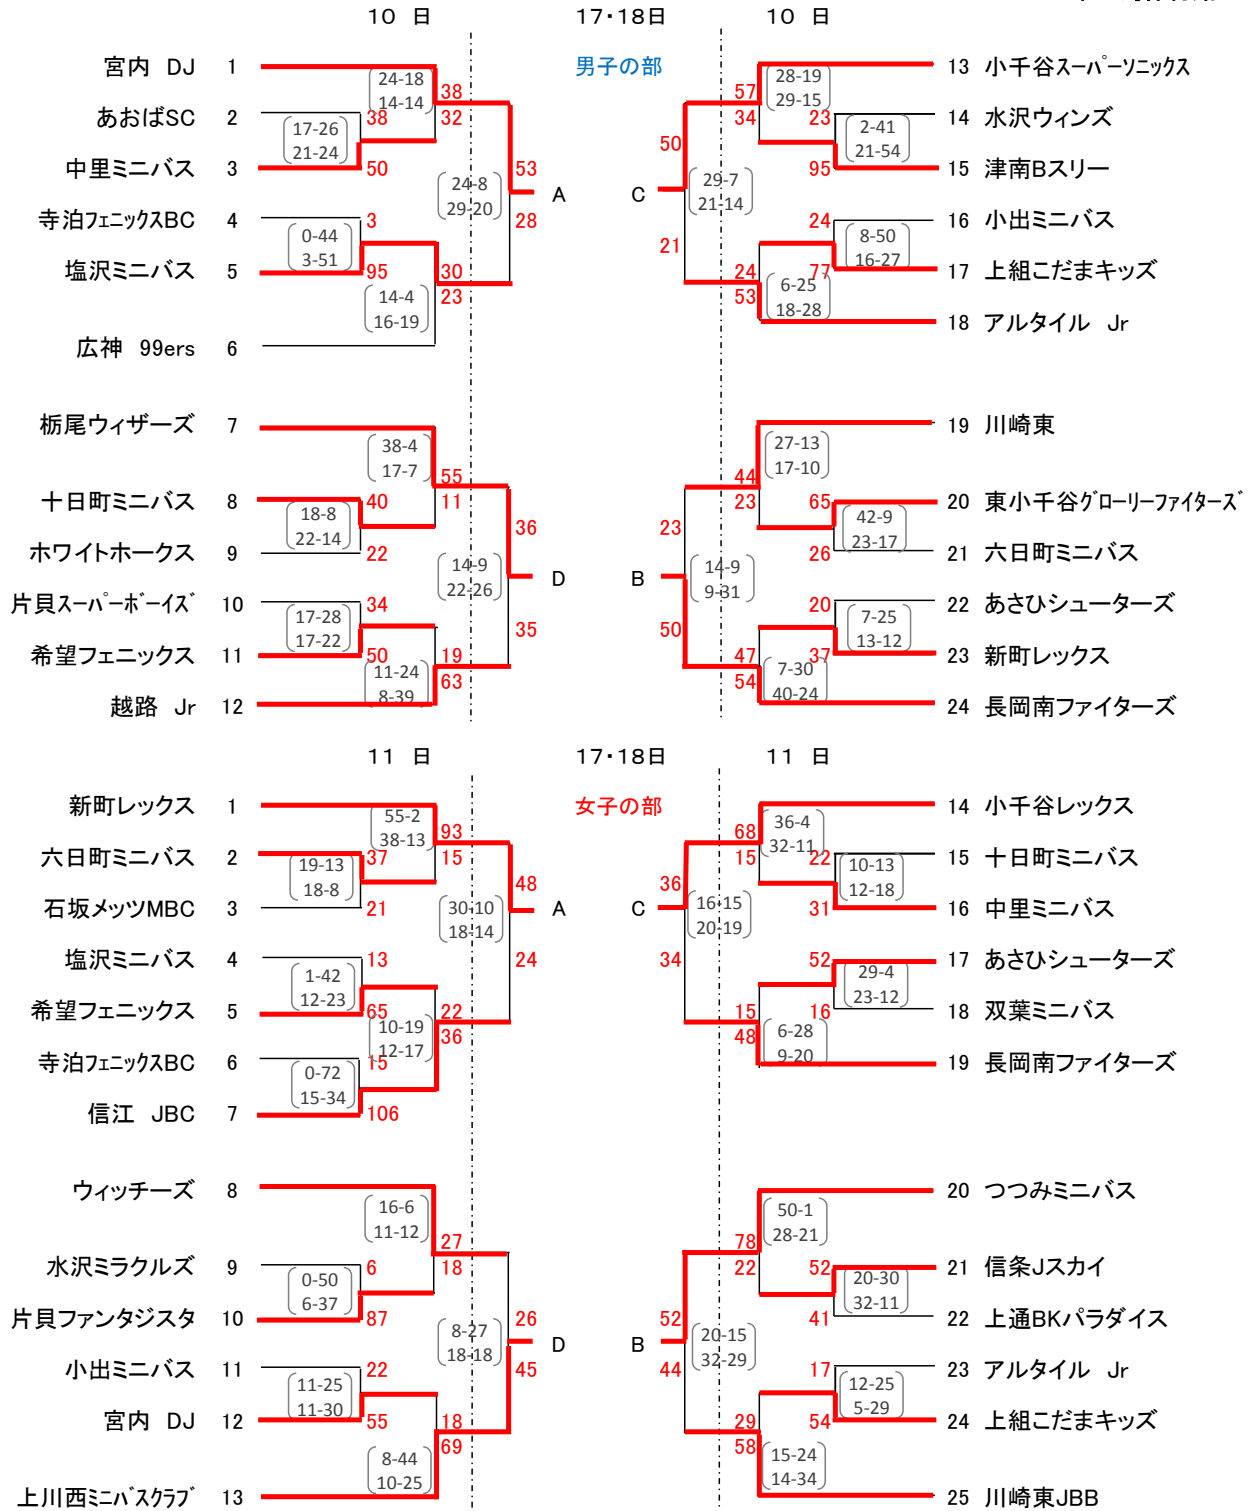 10 日 17・18日 10 日
男子の部
宮内 DJ 1
24-18
14-14
38
32
あおばSC 2
38
17-26
21-24
中里ミニバス 3
50
53
24-8
29-20
A
28
寺泊フェニックスBC 4
3
0-44
3-51
塩沢ミニバス 5
95
30
23
14-4
16-19
広神 99ers 6
13 小千谷スーパーソニックス
28-19
29-15
57
34
14 水沢ウィンズ
23
2-41
21-54
95
15 津南Bスリー
50
29-7
21-14
C
21
16 小出ミニバス
24
8-50
16-27
77
17 上組こだまキッズ
24
53
6-25
18-28
18 アルタイル Jr
栃尾ウィザーズ 7
38-4
17-7
55
11
十日町ミニバス 8
40
18-8
22-14
ホワイトホークス 9
22
36
14-9
22-26
D
35
片貝スーパーボーイズ 10
34
17-28
17-22
希望フェニックス 11
50
19
63
11-24
8-39
越路 Jr 12
19 川崎東
27-13
17-10
44
23
20 東小千谷グローリーファイターズ
65
42-9
23-17
26
21 六日町ミニバス
23
14-9
9-31
B
50
22 あさひシューターズ
20
7-25
13-12
37
23 新町レックス
47
54
7-30
40-24
24 長岡南ファイターズ
11 日 17・18日 11 日
女子の部
新町レックス 1
55-2
38-13
93
15
六日町ミニバス 2
37
19-13
18-8
石坂メッツMBC 3
21
48
30-10
18-14
A
24
塩沢ミニバス 4
13
1-42
12-23
希望フェニックス 5
65
22
36
10-19
12-17
寺泊フェニックスBC 6
15
0-72
15-34
信江 JBC 7
106
14 小千谷レックス
36-4
32-11
68
15
15 十日町ミニバス
22
10-13
12-18
31
16 中里ミニバス
36
16-15
20-19
C
34
17 あさひシューターズ
52
29-4
23-12
16
18 双葉ミニバス
15
48
6-28
9-20
19 長岡南ファイターズ
ウィッチーズ 8
16-6
11-12
27
18
水沢ミラクルズ 9
6
0-50
6-37
片貝ファンタジスタ 10
87
26
8-27
18-18
D
45
小出ミニバス 11
22
11-25
11-30
宮内 DJ 12
55
18
69
8-44
10-25
上川西ミニバスクラブ 13
20 つつみミニバス
50-1
28-21
78
22
21 信条Jスカイ
52
20-30
32-11
41
22 上通BKパラダイス
52
20-15
32-29
B
44
23 アルタイル Jr
17
12-25
5-29
54
24 上組こだまキッズ
29
58
15-24
14-34
25 川崎東JBB